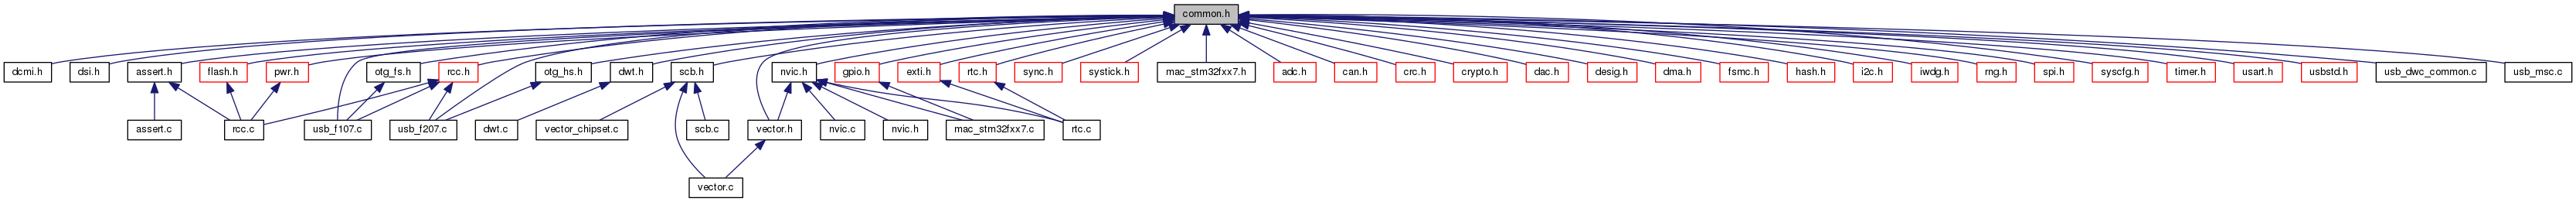 common.h
dcmi.h
dsi.h
assert.h
flash.h
pwr.h
otg_fs.h
rcc.h
otg_hs.h
dwt.h
scb.h
nvic.h
gpio.h
exti.h
rtc.h
sync.h
systick.h
mac_stm32fxx7.h
adc.h
can.h
crc.h
crypto.h
dac.h
desig.h
dma.h
fsmc.h
hash.h
i2c.h
iwdg.h
rng.h
spi.h
syscfg.h
timer.h
usart.h
usbstd.h
usb_dwc_common.c
usb_msc.c
assert.c
rcc.c
usb_f107.c
usb_f207.c
dwt.c
vector_chipset.c
scb.c
vector.h
nvic.c
nvic.h
mac_stm32fxx7.c
rtc.c
vector.c